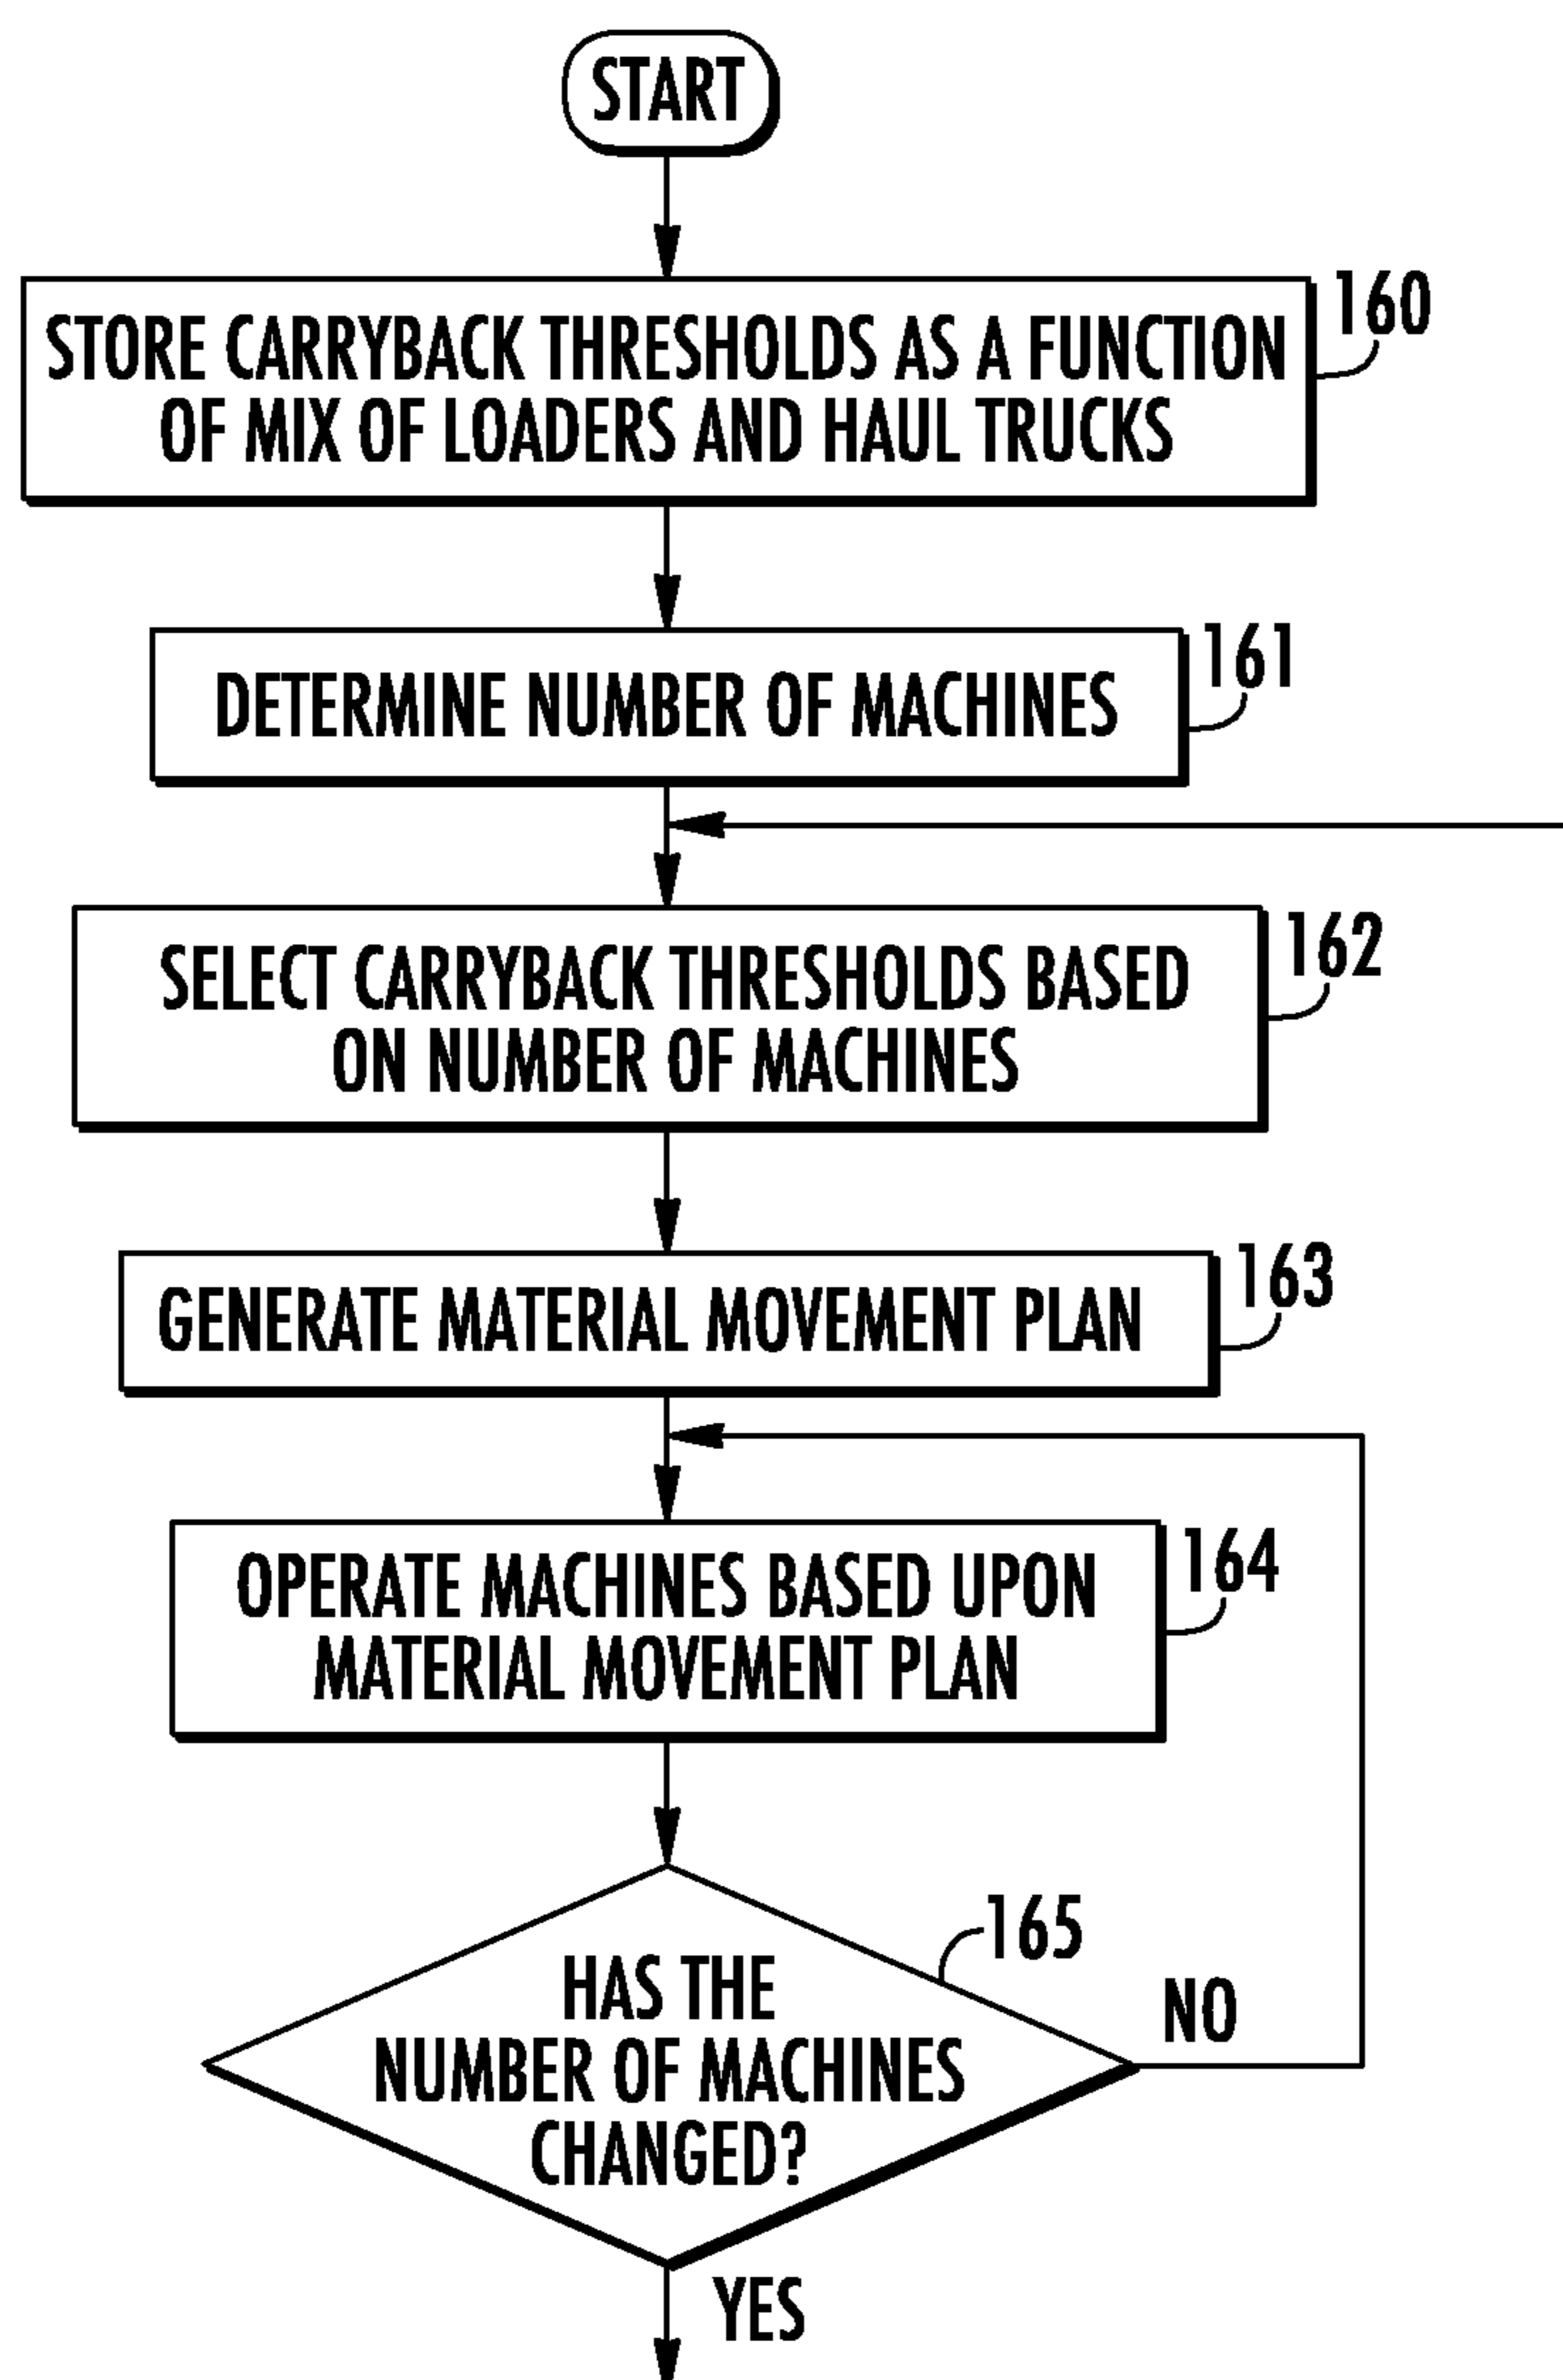 START
STORE CARRYBACK THRESHOLDS AS A FUNCTION
OF MIX OF LOADERS AND HAUL TRUCKS
160
DETERMINE NUMBER OF MACHINES
161
SELECT CARRYBACK THRESHOLDS BASED
ON NUMBER OF MACHINES
162
GENERATE MATERIAL MOVEMENT PLAN
163
OPERATE MACHINES BASED UPON
MATERIAL MOVEMENT PLAN
164
HAS THE
NUMBER OF MACHINES
CHANGED?
165
NO
YES